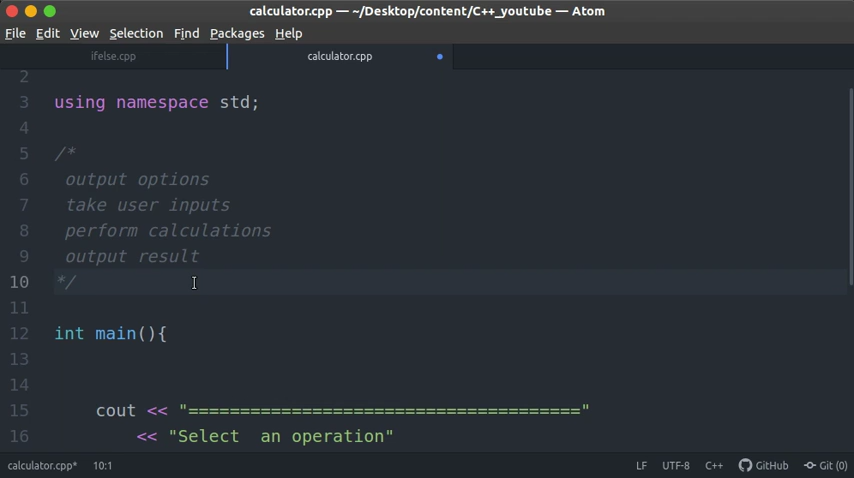 calculator.cpp — ~/Desktop/content/C++_youtube — Atom
File Edit View Selection Find Packages Help
ifelse.cpp calculator.cpp
2
3 using namespace std;
4
5 /*
6 output options
7 take user inputs
8 perform calculations
9 output result
10 */
11
12 int main(){
13
14
15 cout << "======================================"
16 << "Select  an operation"
calculator.cpp* 10:1 LF UTF-8 C++ GitHub Git (0)